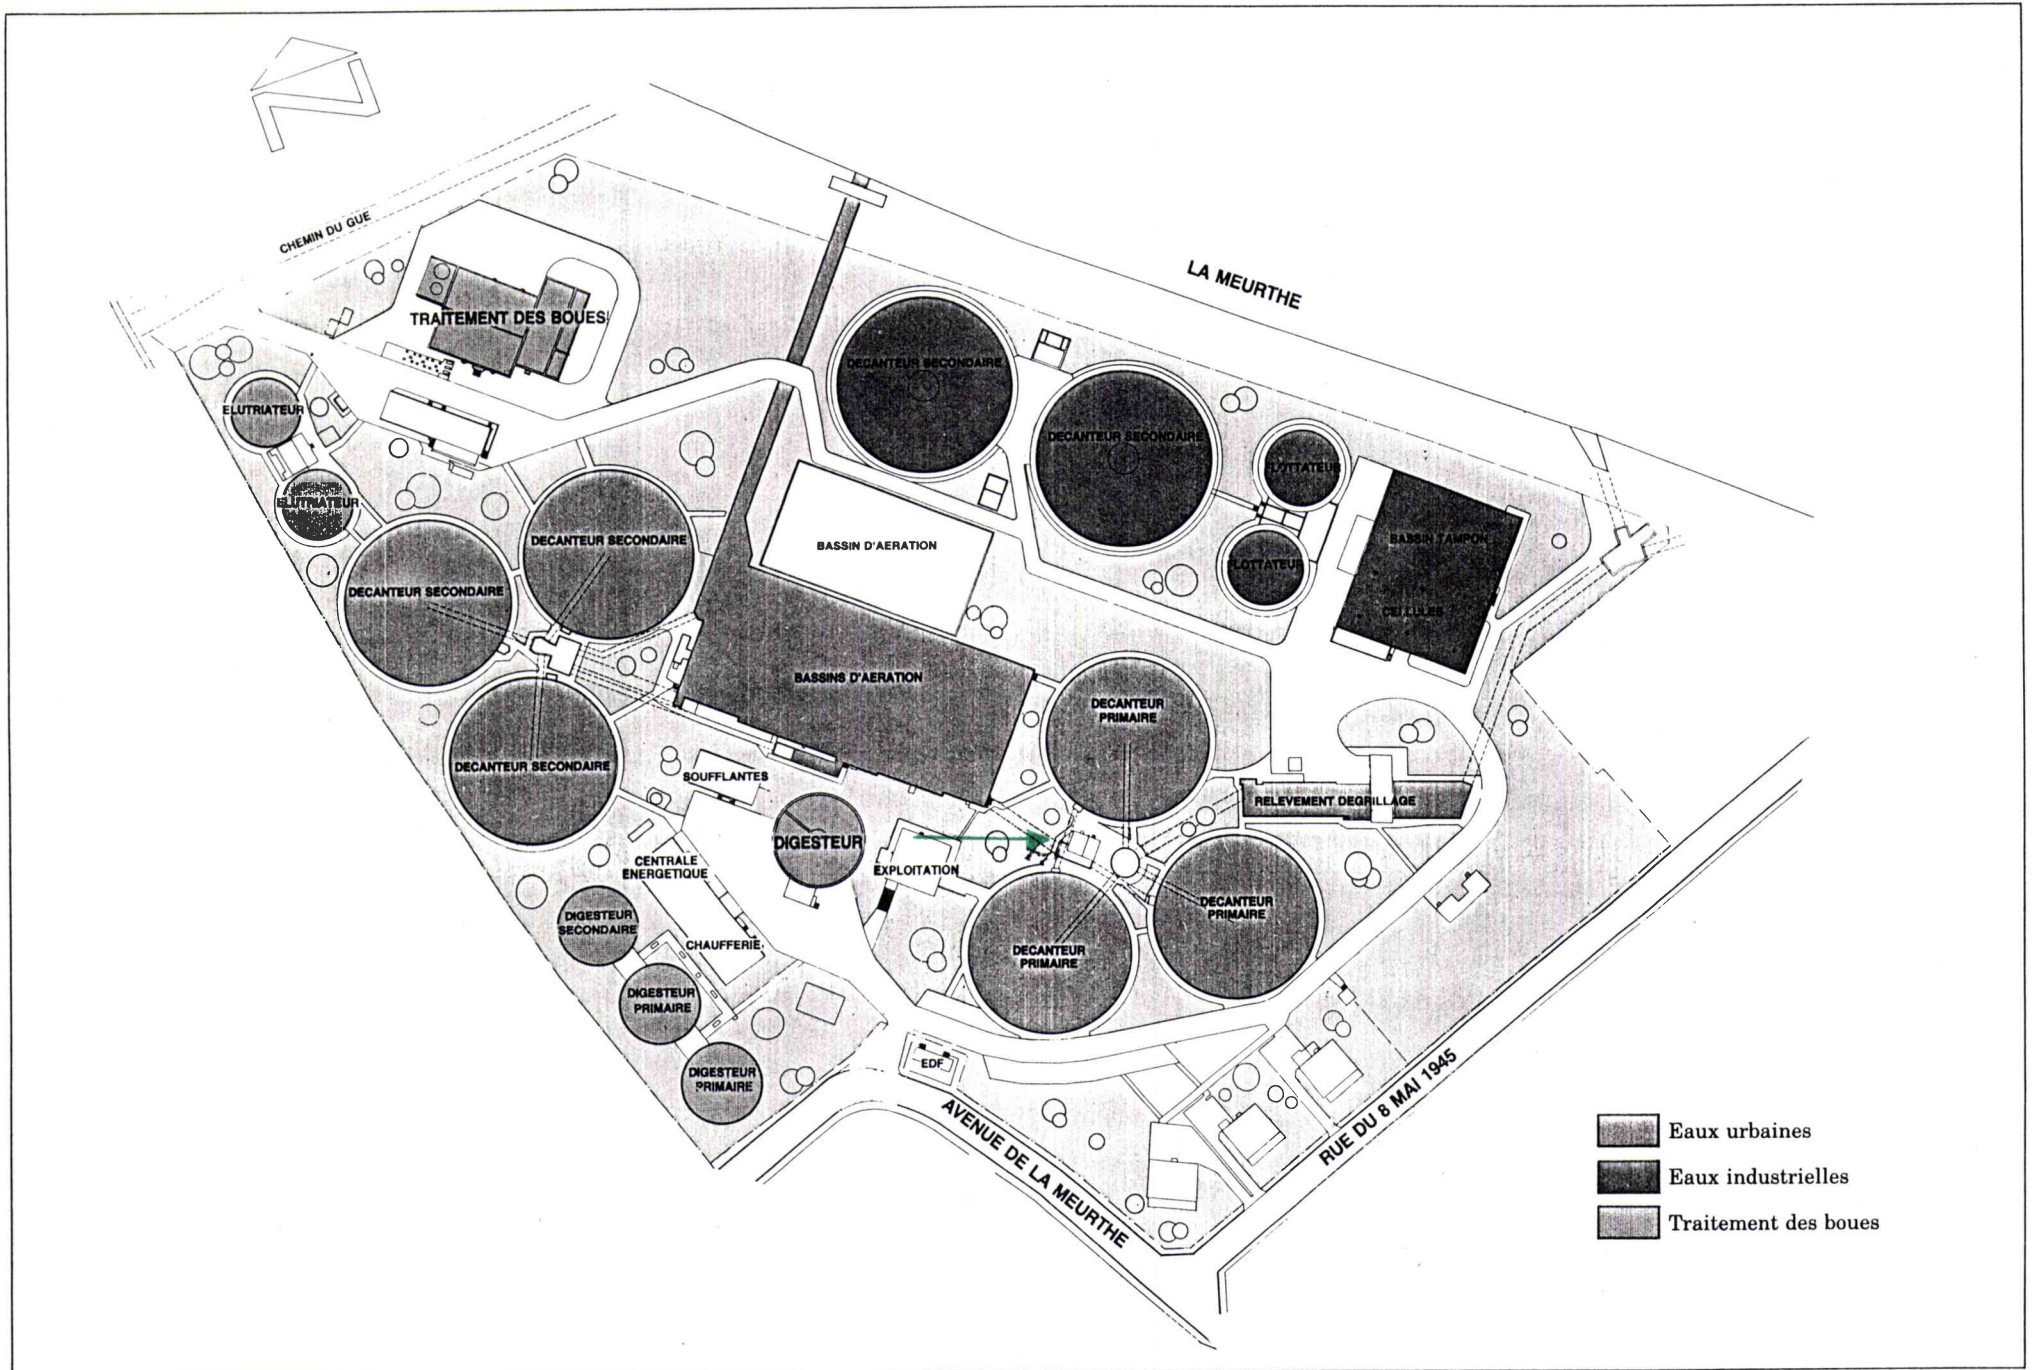 CHEMIN DU GUE
LA MEURTHE
TRAITEMENT DES BOUES
DECANTEUR SECONDAIRE
ELUTRIATEUR
DECANTEUR SECONDAIRE
FLOTTATEUR
ELUTRIATEUR
DECANTEUR SECONDAIRE
BASSIN D'AERATION
BASSIN TAMPON
FLOTTATEUR
DECANTEUR SECONDAIRE
CELLULES
BASSINS D'AERATION
DECANTEUR
PRIMAIRE
DECANTEUR SECONDAIRE
SOUFFLANTES
RELEVEMENT DEGRILLAGE
DIGESTEUR
CENTRALE
ENERGETIQUE
EXPLOITATION
DECANTEUR
PRIMAIRE
DIGESTEUR
SECONDAIRE
CHAUFFERIE
DECANTEUR
PRIMAIRE
DIGESTEUR
PRIMAIRE
EDF
DIGESTEUR
PRIMAIRE
AVENUE DE LA MEURTHE
RUE DU 8 MAI 1945
Eaux urbaines
Eaux industrielles
Traitement des boues